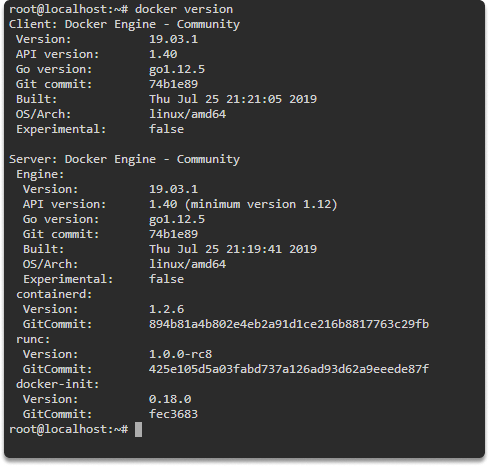 root@localhost:~# docker version
Client: Docker Engine - Community
 Version:           19.03.1
 API version:       1.40
 Go version:        go1.12.5
 Git commit:        74b1e89
 Built:             Thu Jul 25 21:21:05 2019
 OS/Arch:           linux/amd64
 Experimental:      false

Server: Docker Engine - Community
 Engine:
  Version:          19.03.1
  API version:      1.40 (minimum version 1.12)
  Go version:       go1.12.5
  Git commit:       74b1e89
  Built:            Thu Jul 25 21:19:41 2019
  OS/Arch:          linux/amd64
  Experimental:     false
 containerd:
  Version:          1.2.6
  GitCommit:        894b81a4b802e4eb2a91d1ce216b8817763c29fb
 runc:
  Version:          1.0.0-rc8
  GitCommit:        425e105d5a03fabd737a126ad93d62a9eeede87f
 docker-init:
  Version:          0.18.0
  GitCommit:        fec3683
root@localhost:~#